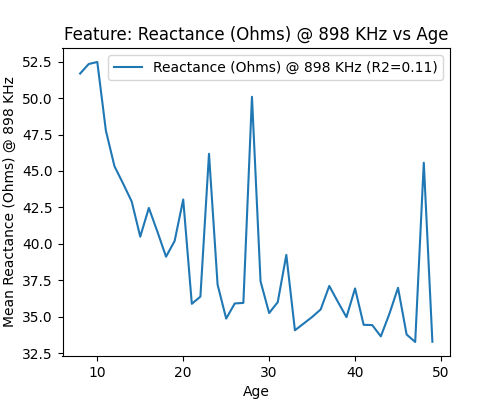 Feature: Reactance (Ohms) @ 898 KHz vs Age
Reactance (Ohms) @ 898 KHz (R2=0.11)
Mean Reactance (Ohms) @ 898 KHz
52.5
50.0
47.5
45.0
42.5
40.0
37.5
35.0
32.5
10 20 30 40 50
Age